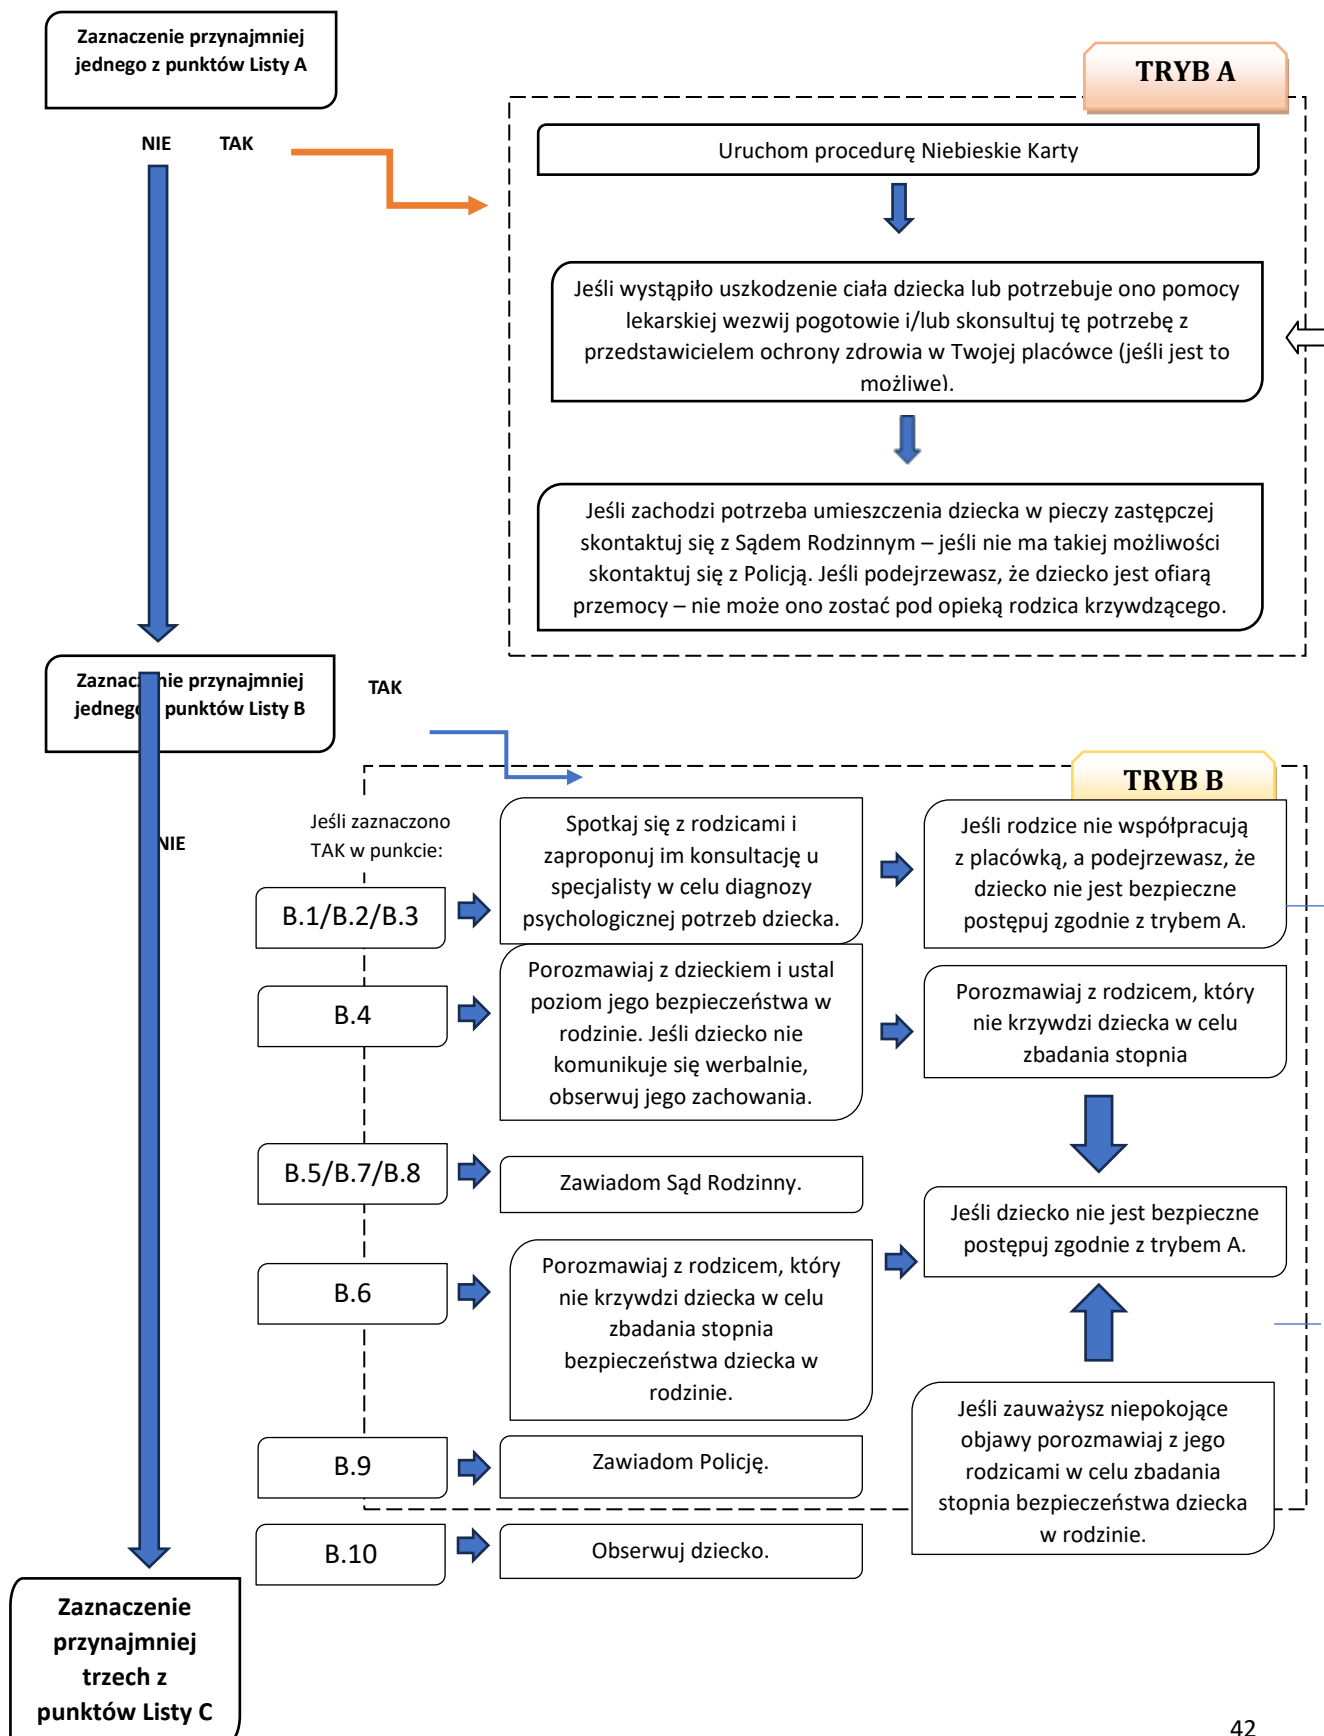 Zaznaczenie przynajmniej
jednego z punktów Listy A
TRYB A
NIE TAK
Uruchom procedurę Niebieskie Karty
Jeśli wystąpiło uszkodzenie ciała dziecka lub potrzebuje ono pomocy
lekarskiej wezwij pogotowie i/lub skonsultuj tę potrzebę z
przedstawicielem ochrony zdrowia w Twojej placówce (jeśli jest to
możliwe).
Jeśli zachodzi potrzeba umieszczenia dziecka w pieczy zastępczej
skontaktuj się z Sądem Rodzinnym – jeśli nie ma takiej możliwości
skontaktuj się z Policją. Jeśli podejrzewasz, że dziecko jest ofiarą
przemocy – nie może ono zostać pod opieką rodzica krzywdzącego.
Zaznaczenie przynajmniej
jednego z punktów Listy B
TAK
TRYB B
NIE
Jeśli zaznaczono
TAK w punkcie:
B.1/B.2/B.3
Spotkaj się z rodzicami i
zaproponuj im konsultację u
specjalisty w celu diagnozy
psychologicznej potrzeb dziecka.
Jeśli rodzice nie współpracują
z placówką, a podejrzewasz, że
dziecko nie jest bezpieczne
postępuj zgodnie z trybem A.
B.4
Porozmawiaj z dzieckiem i ustal
poziom jego bezpieczeństwa w
rodzinie. Jeśli dziecko nie
komunikuje się werbalnie,
obserwuj jego zachowania.
Porozmawiaj z rodzicem, który
nie krzywdzi dziecka w celu
zbadania stopnia
B.5/B.7/B.8
Zawiadom Sąd Rodzinny.
Jeśli dziecko nie jest bezpieczne
postępuj zgodnie z trybem A.
B.6
Porozmawiaj z rodzicem, który
nie krzywdzi dziecka w celu
zbadania stopnia
bezpieczeństwa dziecka w
rodzinie.
Jeśli zauważysz niepokojące
objawy porozmawiaj z jego
rodzicami w celu zbadania
stopnia bezpieczeństwa dziecka
w rodzinie.
B.9
Zawiadom Policję.
B.10
Obserwuj dziecko.
Zaznaczenie
przynajmniej
trzech z
punktów Listy C
42